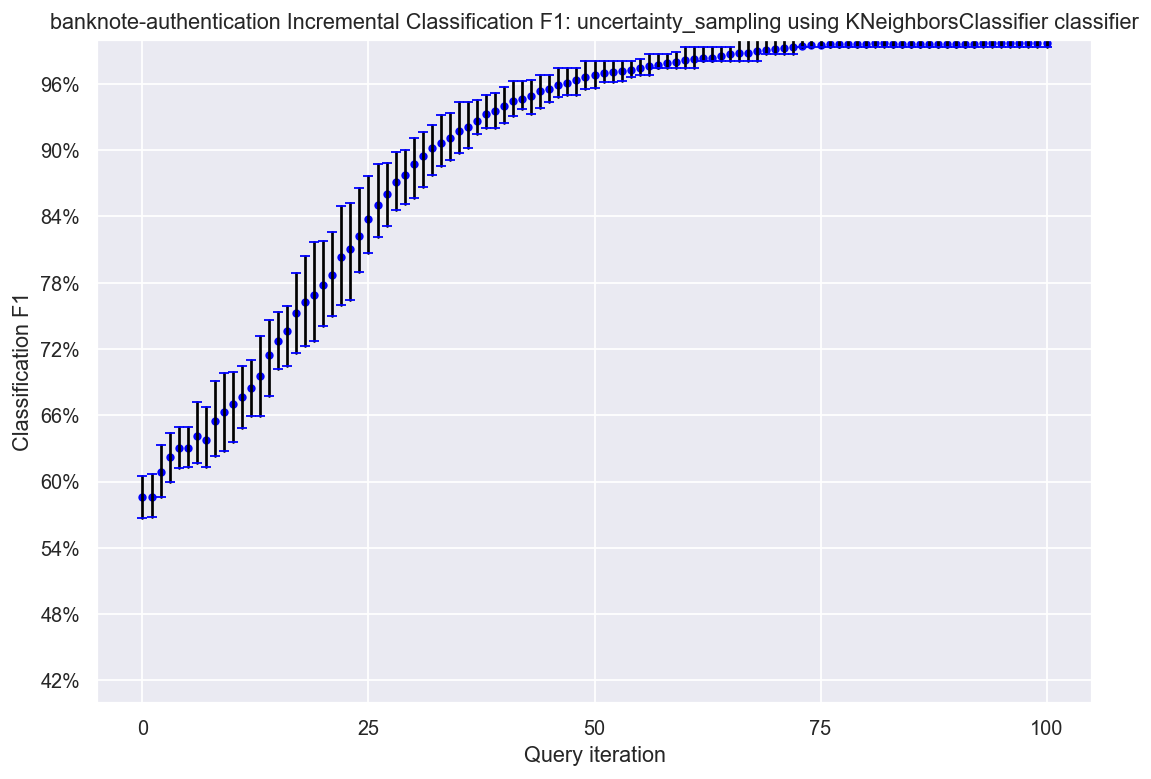 banknote-authentication Incremental Classification F1: uncertainty_sampling using KNeighborsClassifier classifier
Classification F1
96%
90%
84%
78%
72%
66%
60%
54%
48%
42%
0 25 50 75 100
Query iteration